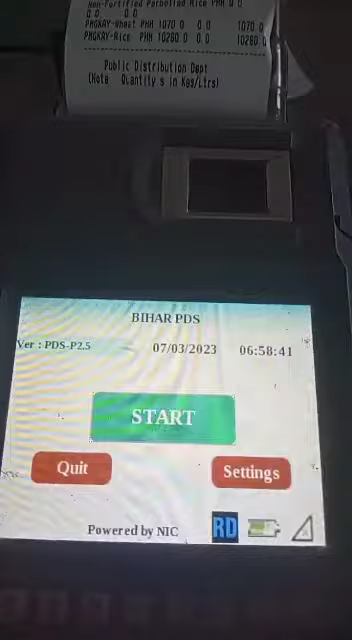 Non-Fortified Parboiled Rice PHH 0 0
0.0 0.0
PMGKAY-Wheat PHH 1070 0 0.0 1070 0
PMGKAY-Rice PHH 10280 0 0.0 10280 0
Public Distribution Dept
(Note Quantity s in Kgs/Ltrs)
BIHAR PDS
Ver : PDS-P2.5 07/03/2023 06:58:41
START
Quit Settings
Powered by NIC RD